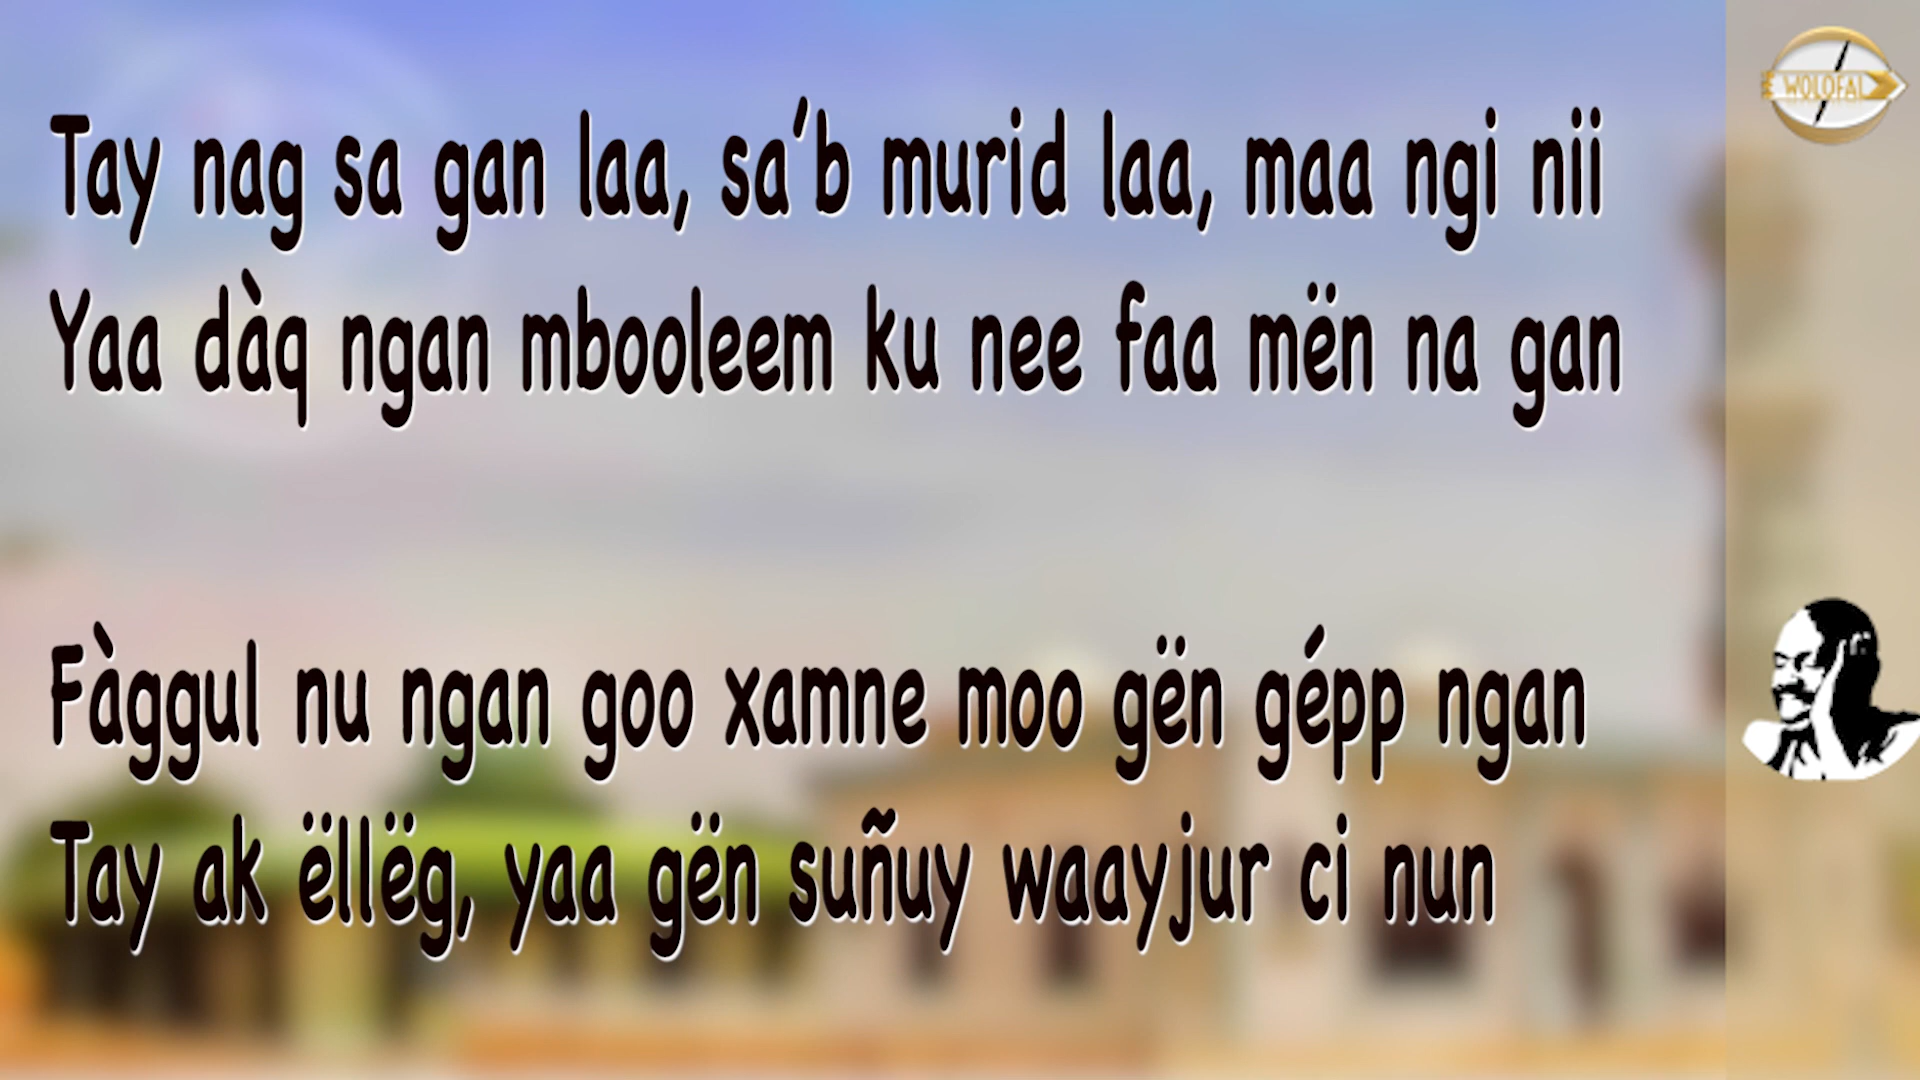 Tay nag sa gan laa, sa’b murid laa, maa ngi nii
Yaa dàq ngan mbooleem ku nee faa mën na gan
Fàggul nu ngan goo xamne moo gën gépp ngan
Tay ak ëllëg, yaa gën suñuy waayjur ci nun
WOLOFAL